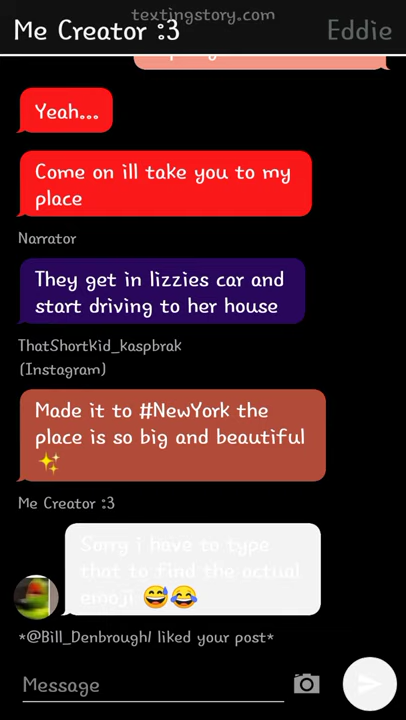 textingstory.com
Me Creator :3
Eddie
Yeah...
Come on ill take you to my
place
Narrator
They get in lizzies car and
start driving to her house
ThatShortKid_kaspbrak
(Instagram)
Made it to #NewYork the
place is so big and beautiful
✨
Me Creator :3
Sorry i have to type
that to find the actual
emoji 😅😂
*@Bill_Denbrough1 liked your post*
Message